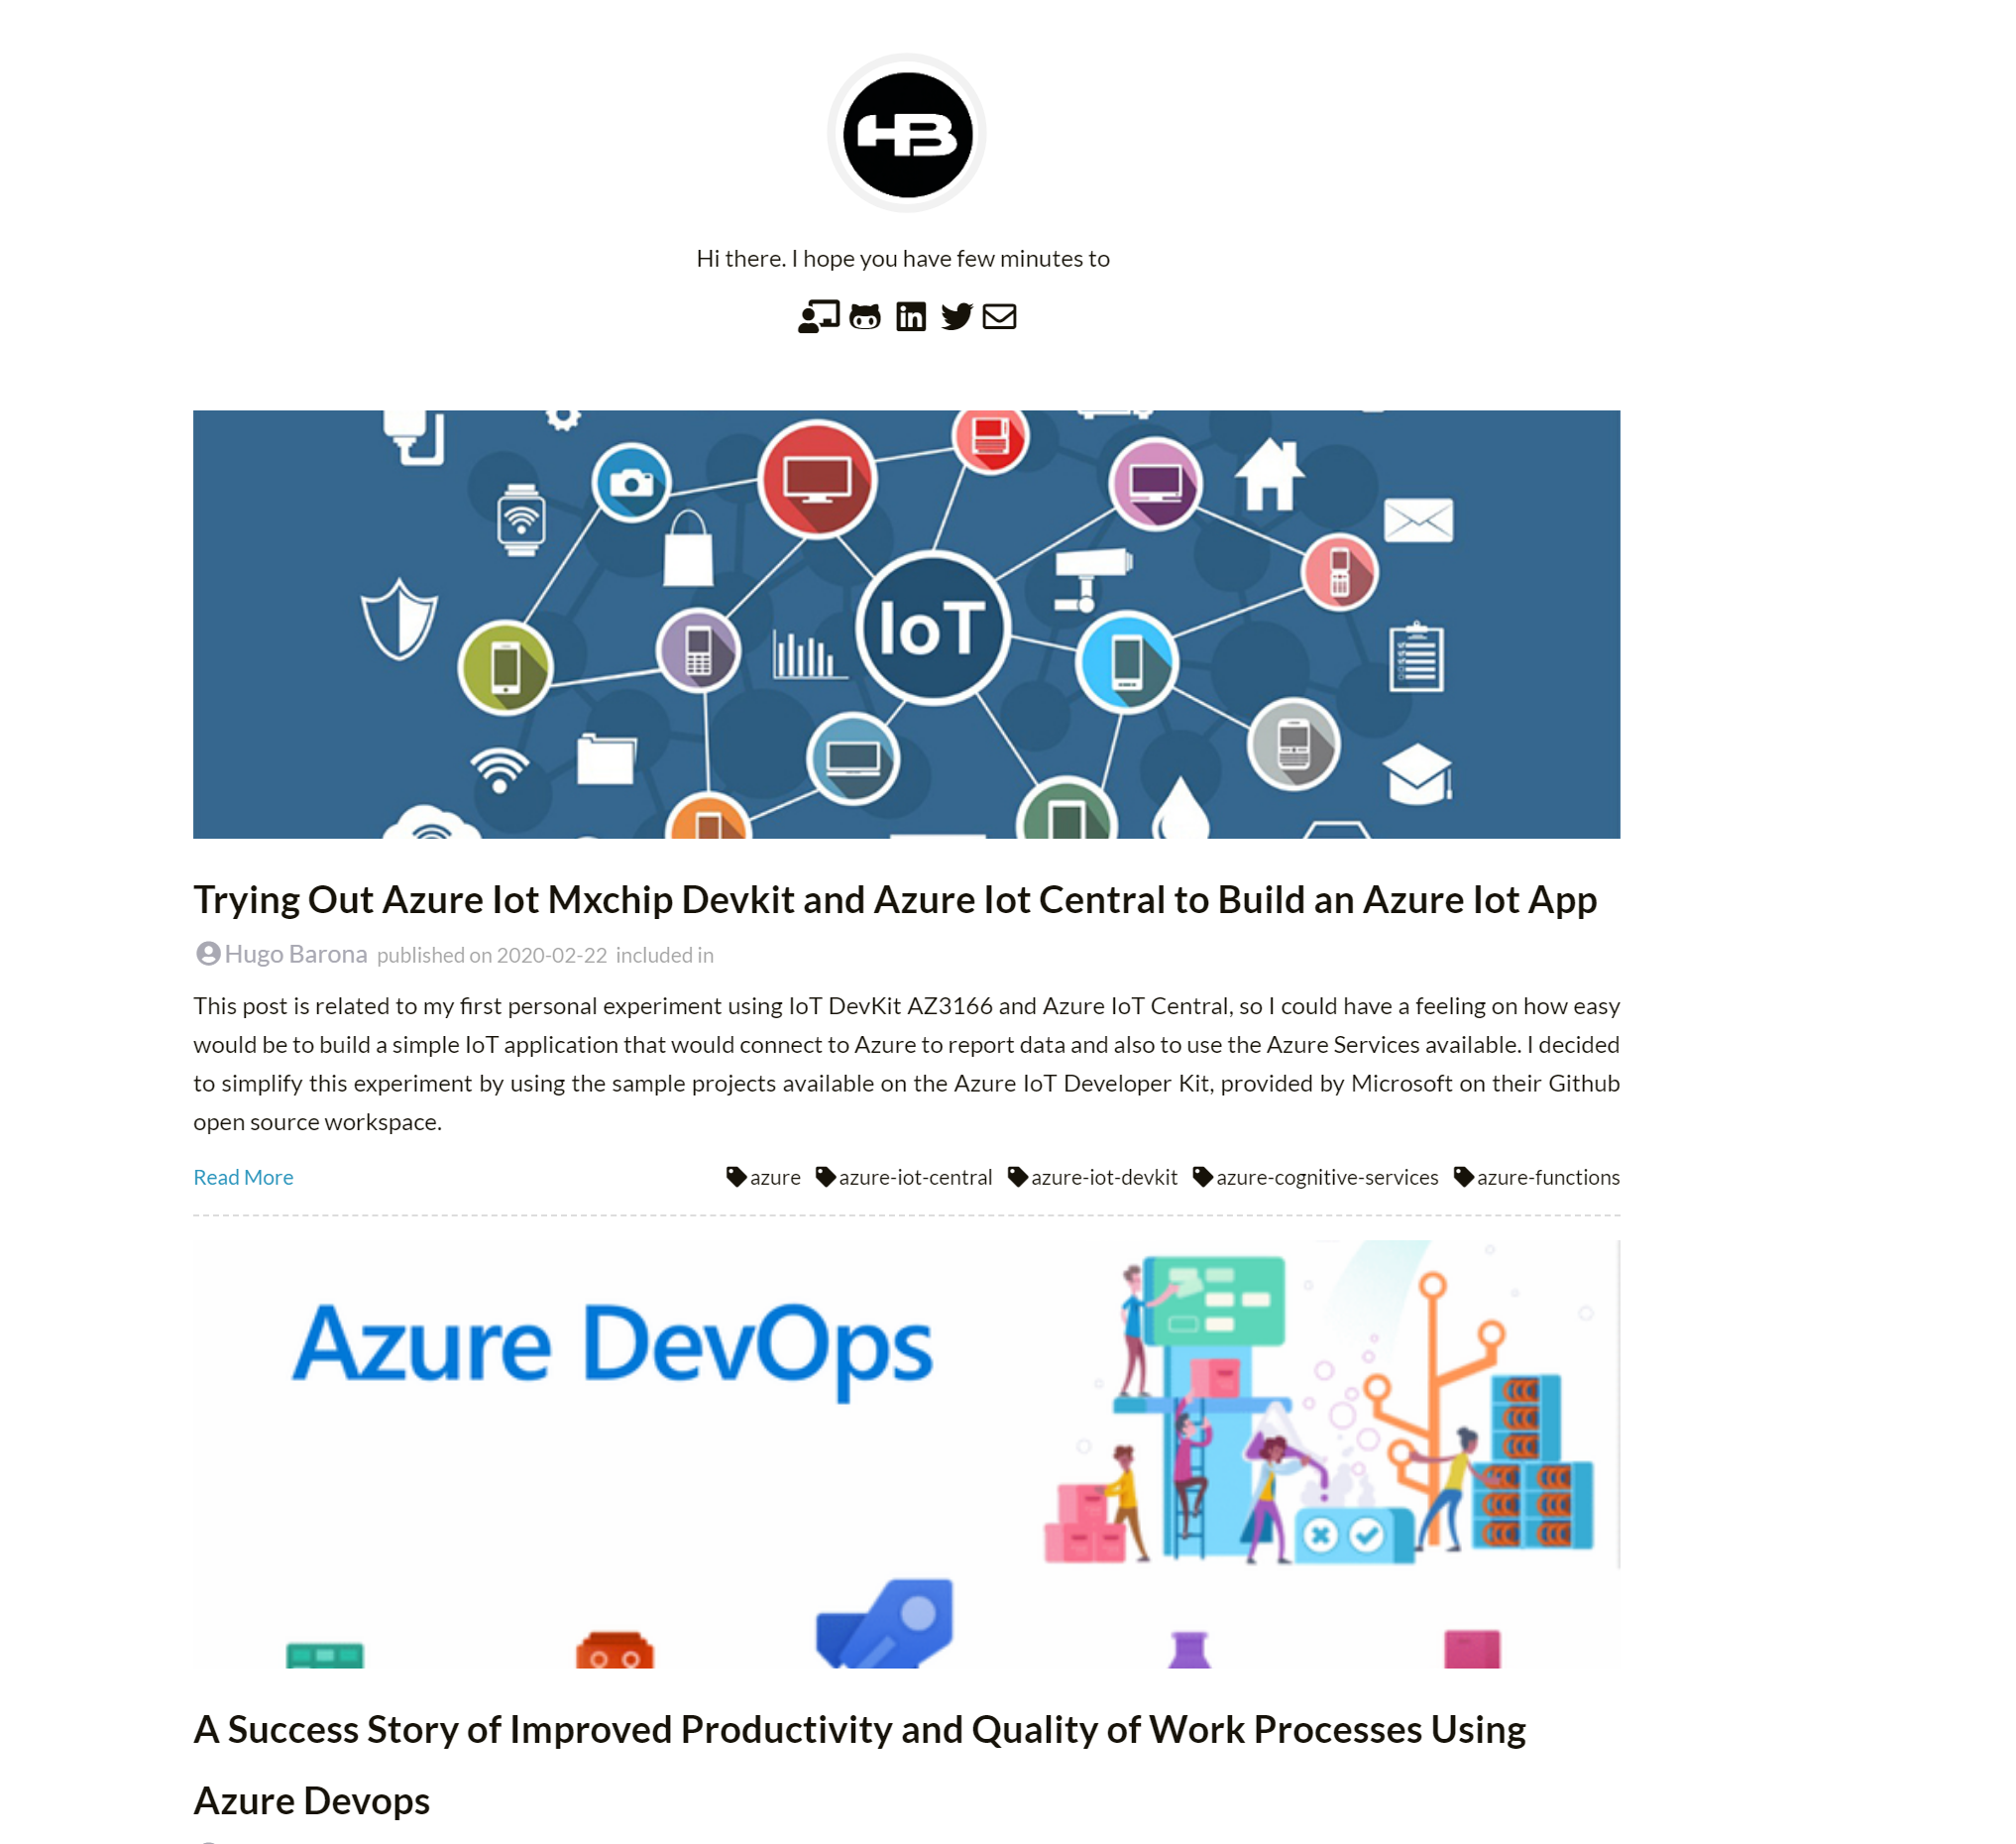 HB
Hi there. I hope you have few minutes to
IoT
Trying Out Azure Iot Mxchip Devkit and Azure Iot Central to Build an Azure Iot App
Hugo Barona published on 2020-02-22 included in
This post is related to my first personal experiment using IoT DevKit AZ3166 and Azure IoT Central, so I could have a feeling on how easy
would be to build a simple IoT application that would connect to Azure to report data and also to use the Azure Services available. I decided
to simplify this experiment by using the sample projects available on the Azure IoT Developer Kit, provided by Microsoft on their Github
open source workspace.
Read More azure azure-iot-central azure-iot-devkit azure-cognitive-services azure-functions
Azure DevOps
A Success Story of Improved Productivity and Quality of Work Processes Using
Azure Devops